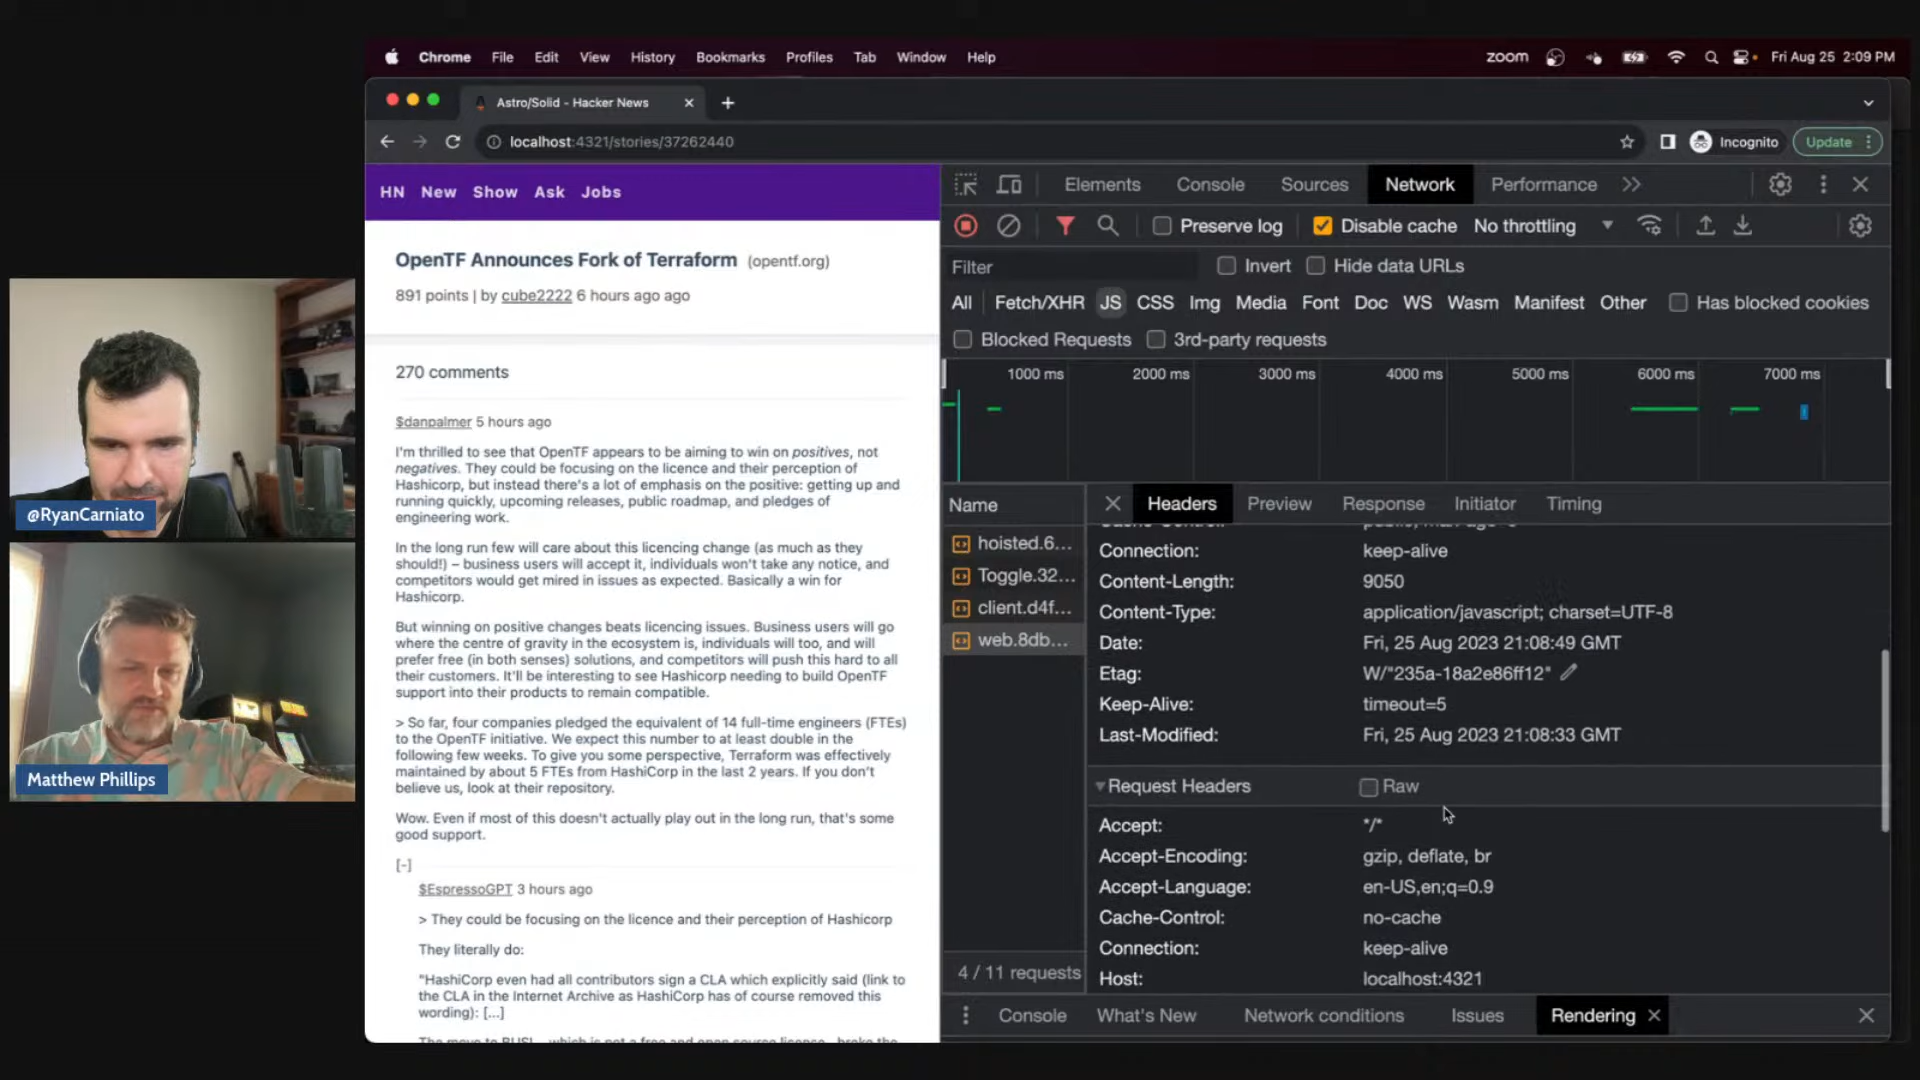 Chrome File Edit View History Bookmarks Profiles Tab Window Help
zoom
Fri Aug 25 2:09 PM
Astro/Solid - Hacker News
localhost:4321/stories/37262440
Incognito
Update
HN New Show Ask Jobs
OpenTF Announces Fork of Terraform (opentf.org)
891 points | by cube2222 6 hours ago ago
270 comments
$danpalmer 5 hours ago
I'm thrilled to see that OpenTF appears to be aiming to win on positives, not
negatives. They could be focusing on the licence and their perception of
Hashicorp, but instead there's a lot of emphasis on the positive: getting up and
running quickly, upcoming releases, public roadmap, and pledges of
engineering work.
In the long run few will care about this licencing change (as much as they
should!) – business users will accept it, individuals won't take any notice, and
competitors would get mired in issues as expected. Basically a win for
Hashicorp.
But winning on positive changes beats licencing issues. Business users will go
where the centre of gravity in the ecosystem is, individuals will too, and will
prefer free (in both senses) solutions, and competitors will push this hard to all
their customers. It'll be interesting to see Hashicorp needing to build OpenTF
support into their products to remain compatible.
> So far, four companies pledged the equivalent of 14 full-time engineers (FTEs)
to the OpenTF initiative. We expect this number to at least double in the
following few weeks. To give you some perspective, Terraform was effectively
maintained by about 5 FTEs from HashiCorp in the last 2 years. If you don't
believe us, look at their repository.
Wow. Even if most of this doesn't actually play out in the long run, that's some
good support.
[-]
$EspressoGPT 3 hours ago
> They could be focusing on the licence and their perception of Hashicorp
They literally do:
"HashiCorp even had all contributors sign a CLA which explicitly said (link to
the CLA in the Internet Archive as HashiCorp has of course removed this
wording): [...]
Elements Console Sources Network Performance
Preserve log Disable cache No throttling
Filter Invert Hide data URLs
All Fetch/XHR JS CSS Img Media Font Doc WS Wasm Manifest Other Has blocked cookies
Blocked Requests 3rd-party requests
1000 ms 2000 ms 3000 ms 4000 ms 5000 ms 6000 ms 7000 ms
Name
hoisted.6...
Toggle.32...
client.d4f...
web.8db...
4 / 11 requests
Headers Preview Response Initiator Timing
Connection: keep-alive
Content-Length: 9050
Content-Type: application/javascript; charset=UTF-8
Date: Fri, 25 Aug 2023 21:08:49 GMT
Etag: W/"235a-18a2e86ff12"
Keep-Alive: timeout=5
Last-Modified: Fri, 25 Aug 2023 21:08:33 GMT
Request Headers Raw
Accept: */*
Accept-Encoding: gzip, deflate, br
Accept-Language: en-US,en;q=0.9
Cache-Control: no-cache
Connection: keep-alive
Host: localhost:4321
Console What's New Network conditions Issues Rendering
@RyanCarniato
Matthew Phillips